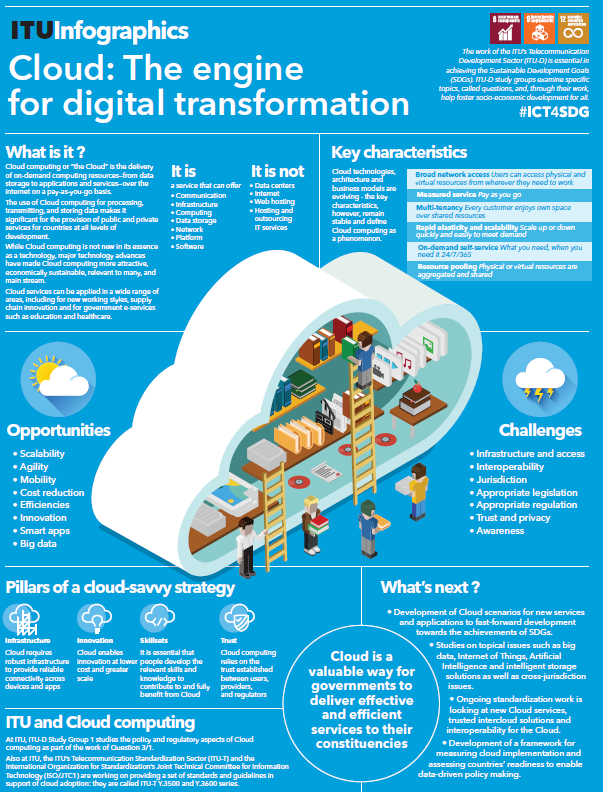 ITUInfographics
Cloud: The engine
for digital transformation
8
9
12
The work of the ITU's Telecommunication
Development Sector (ITU-D) is essential in
achieving the Sustainable Development Goals
(SDGs). ITU-D study groups examine specific
topics, called questions, and, through their work,
help foster socio-economic development for all.
#ICT4SDG
What is it ?
Cloud computing or "the Cloud" is the delivery
of on-demand computing resources–from data
storage to applications and services–over the
internet on a pay-as-you-go basis.
The use of Cloud computing for processing,
transmitting, and storing data makes it
significant for the provision of public and private
services for countries at all levels of
development.
While Cloud computing is not new in its essence
as a technology, major technology advances
have made Cloud computing more attractive,
economically sustainable, relevant to many, and
main stream.
Cloud services can be applied in a wide range of
areas, including for new working styles, supply
chain innovation and for government e-services
such as education and healthcare.
It is
a service that can offer
• Communication
• Infrastructure
• Computing
• Data storage
• Network
• Platform
• Software
It is not
• Data centers
• Internet
• Web hosting
• Hosting and
outsourcing
IT services
Key characteristics
Cloud technologies,
architecture and
business models are
evolving - the key
characteristics,
however, remain
stable and define
Cloud computing as
a phenomenon.
Broad network access Users can access physical and
virtual resources from wherever they need to work
Measured service Pay as you go
Multi-tenancy Every customer enjoys own space
over shared resources
Rapid elasticity and scalability Scale up or down
quickly and easily to meet demand
On-demand self-service What you need, when you
need it 24/7/365
Resource pooling Physical or virtual resources are
aggregated and shared
Opportunities
• Scalability
• Agility
• Mobility
• Cost reduction
• Efficiencies
• Innovation
• Smart apps
• Big data
Challenges
• Infrastructure and access
• Interoperability
• Jurisdiction
• Appropriate legislation
• Appropriate regulation
• Trust and privacy
• Awareness
Pillars of a cloud-savvy strategy
Infrastructure
Cloud requires
robust infrastructure
to provide reliable
connectivity across
devices and apps
Innovation
Cloud enables
innovation at lower
cost and greater
scale
Skillsets
It is essential that
people develop the
relevant skills and
knowledge to
contribute to and fully
benefit from Cloud
Trust
Cloud computing
relies on the
trust established
between users,
providers,
and regulators
Cloud is a
valuable way for
governments to
deliver effective
and efficient
services to their
constituencies
What's next ?
• Development of Cloud scenarios for new services
and applications to fast-forward development
towards the achievements of SDGs.
• Studies on topical issues such as big
data, Internet of Things, Artificial
Intelligence and intelligent storage
solutions as well as cross-jurisdiction
issues.
• Ongoing standardization work is
looking at new Cloud services,
trusted intercloud solutions and
interoperability for the Cloud.
• Development of a framework for
measuring cloud implementation and
assessing countries' readiness to enable
data-driven policy making.
ITU and Cloud computing
At ITU, ITU-D Study Group 1 studies the policy and regulatory aspects of Cloud
computing as part of the work of Question 3/1.
Also at ITU, the ITU's Telecommunication Standardization Sector (ITU-T) and the
International Organization for Standardization's Joint Technical Committee for Information
Technology (ISO/JTC1) are working on providing a set of standards and guidelines in
support of cloud adoption: they are called ITU-T Y.3500 and Y.3600 series.